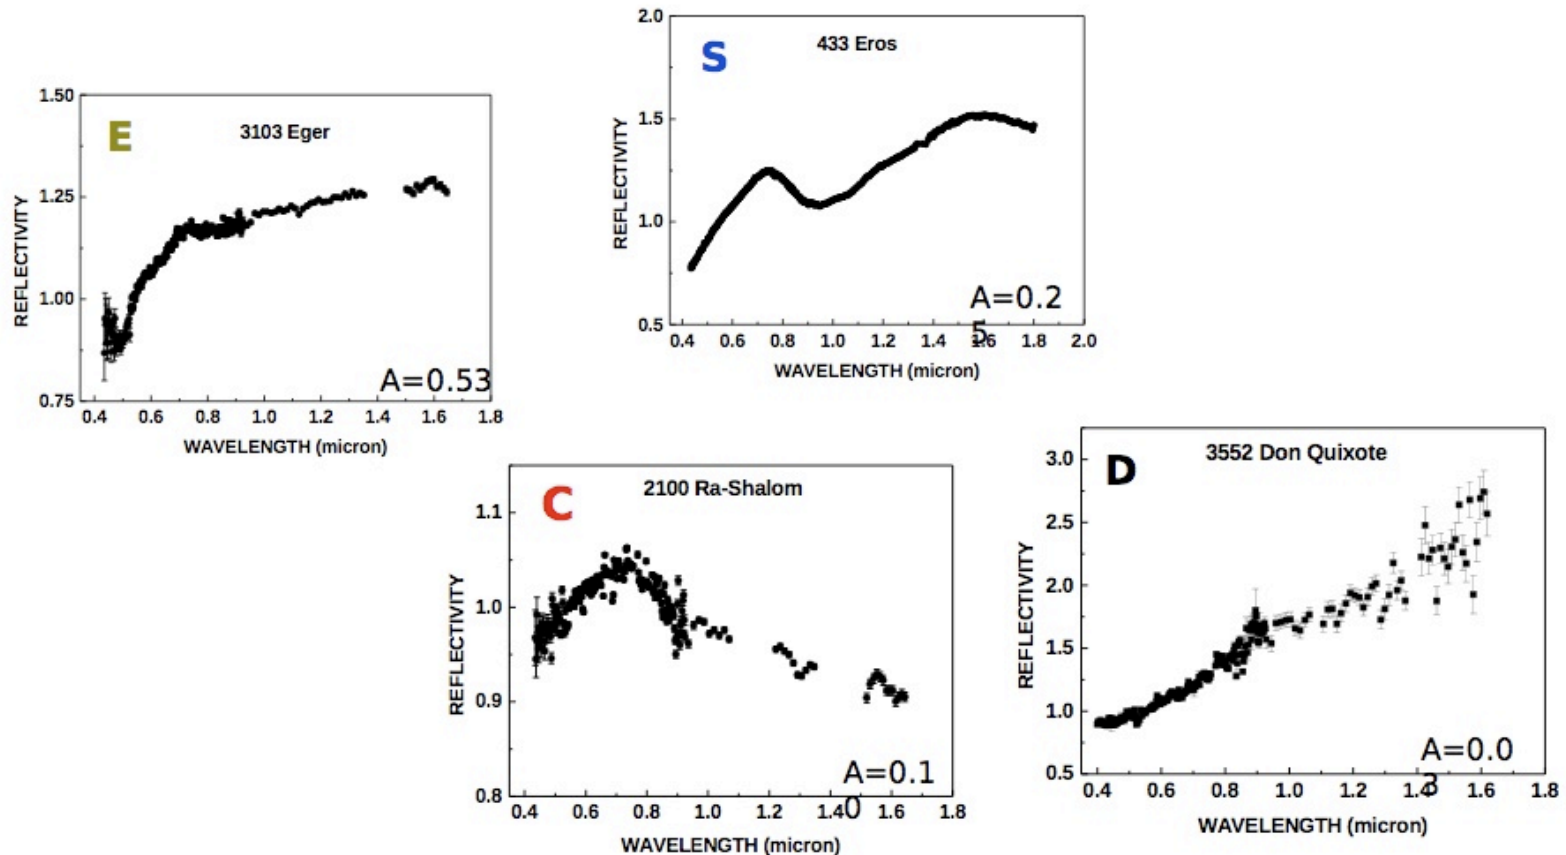 E
3103 Eger
1.50
1.25
1.00
0.75
REFLECTIVITY
A=0.53
0.4 0.6 0.8 1.0 1.2 1.4 1.6 1.8
WAVELENGTH (micron)
S
433 Eros
2.0
1.5
1.0
0.5
REFLECTIVITY
A=0.2
5
0.4 0.6 0.8 1.0 1.2 1.4 1.6 1.8 2.0
WAVELENGTH (micron)
C
2100 Ra-Shalom
1.1
1.0
0.9
0.8
REFLECTIVITY
A=0.1
0
0.4 0.6 0.8 1.0 1.2 1.4 1.6 1.8
WAVELENGTH (micron)
D
3552 Don Quixote
3.0
2.5
2.0
1.5
1.0
0.5
REFLECTIVITY
A=0.0
3
0.4 0.6 0.8 1.0 1.2 1.4 1.6 1.8
WAVELENGTH (micron)